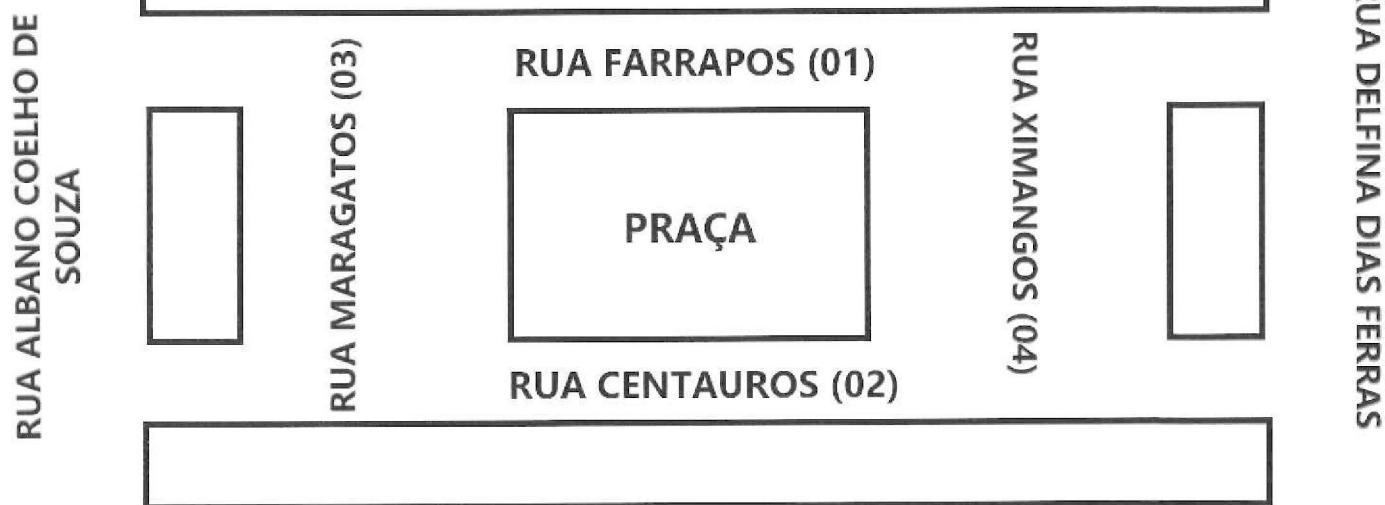 RUA ALBANO COELHO DE
SOUZA
RUA MARAGATOS (03)
RUA FARRAPOS (01)
PRAÇA
RUA CENTAUROS (02)
RUA XIMANGOS (04)
RUA DELFINA DIAS FERRAS